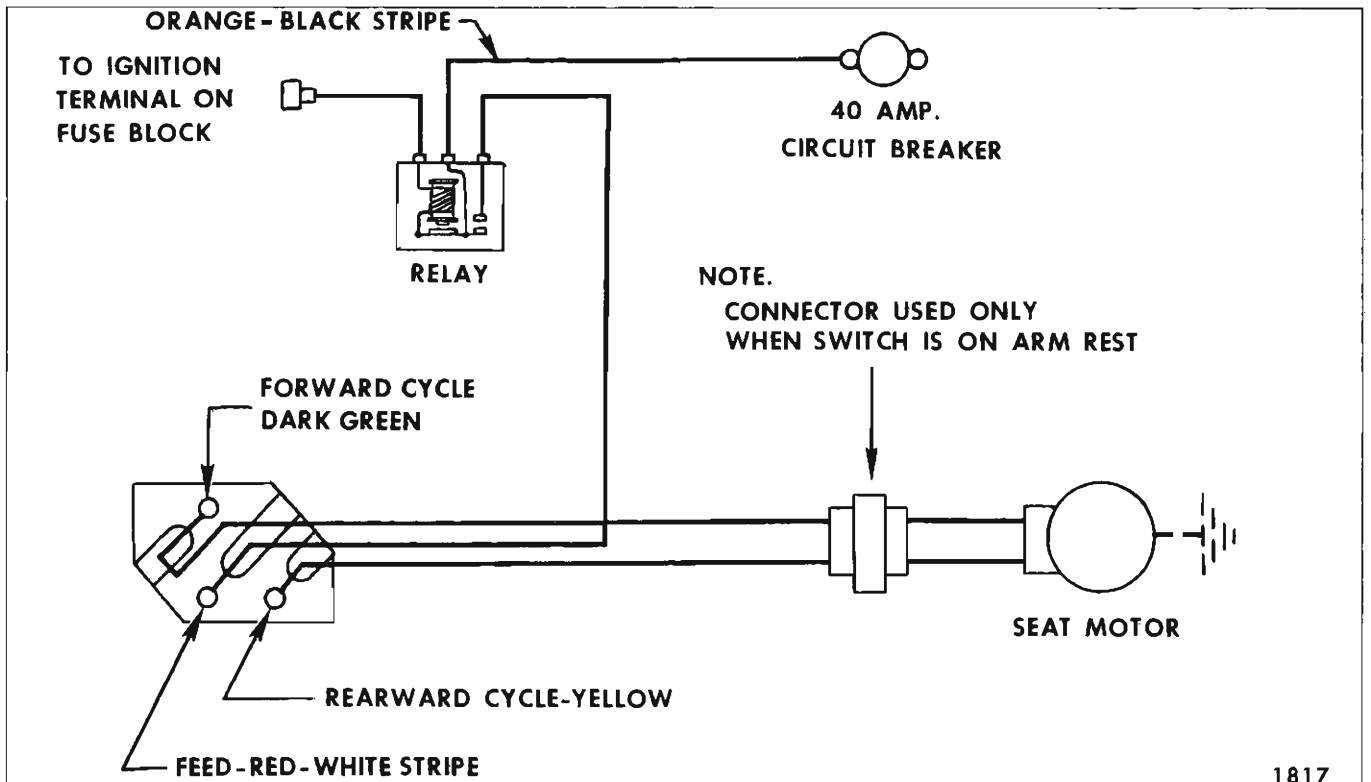 ORANGE-BLACK STRIPE
TO IGNITION
TERMINAL ON
FUSE BLOCK
40 AMP.
CIRCUIT BREAKER
RELAY
NOTE.
CONNECTOR USED ONLY
WHEN SWITCH IS ON ARM REST
FORWARD CYCLE
DARK GREEN
SEAT MOTOR
REARWARD CYCLE-YELLOW
FEED-RED-WHITE STRIPE
1817